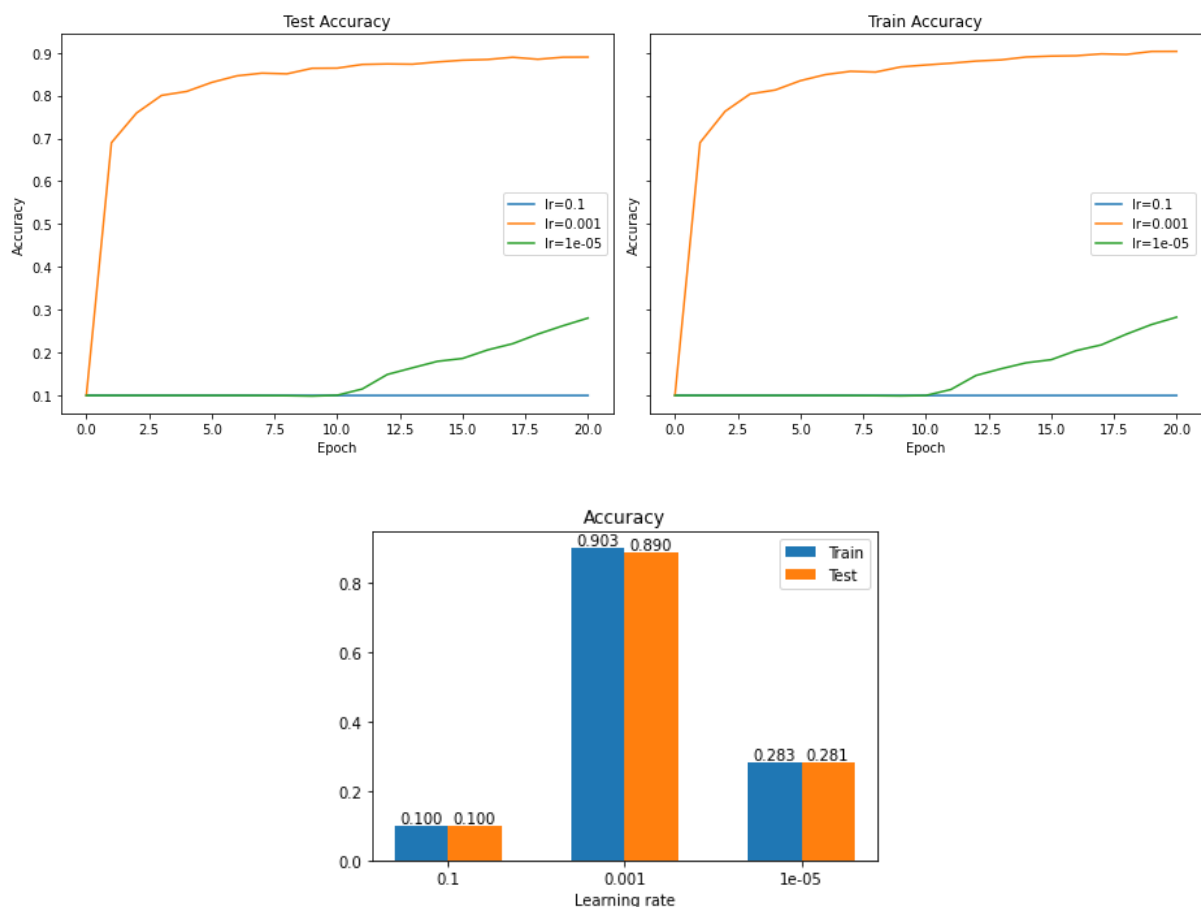 Test Accuracy
Train Accuracy
0.9
0.8
0.7
0.6
0.5
0.4
0.3
0.2
0.1
Accuracy
lr=0.1
lr=0.001
lr=1e-05
0.0 2.5 5.0 7.5 10.0 12.5 15.0 17.5 20.0
Epoch
Accuracy
lr=0.1
lr=0.001
lr=1e-05
0.0 2.5 5.0 7.5 10.0 12.5 15.0 17.5 20.0
Epoch
Accuracy
0.903 0.890
Train
Test
0.8
0.6
0.4
0.283 0.281
0.2
0.100 0.100
0.0
0.1 0.001 1e-05
Learning rate